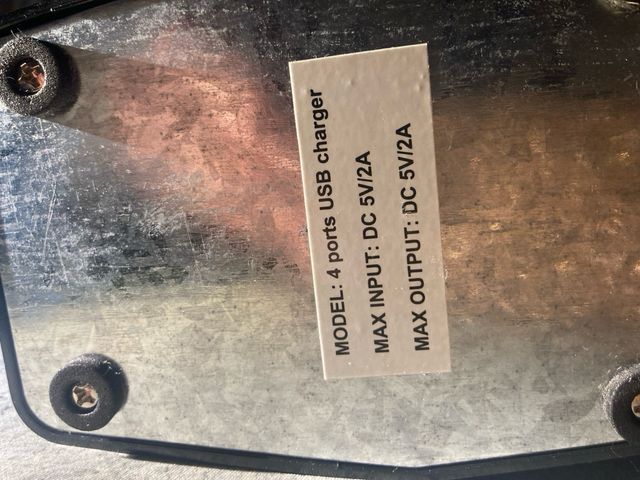 MODEL: 4 ports USB charger
MAX INPUT: DC 5V/2A
MAX OUTPUT: DC 5V/2A